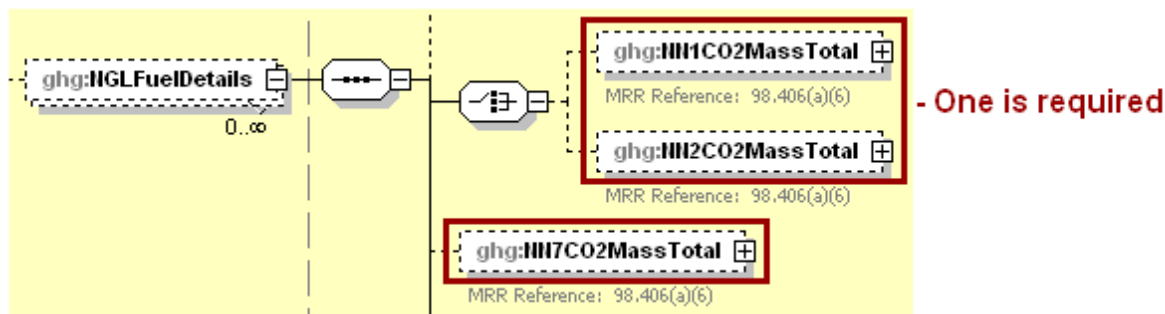 ghg:NN1CO2MassTotal
ghg:NGLFuelDetails
MRR Reference: 98.406(a)(6)
- One is required
0..∞
ghg:NN2CO2MassTotal
MRR Reference: 98.406(a)(6)
ghg:NN7CO2MassTotal
MRR Reference: 98.406(a)(6)